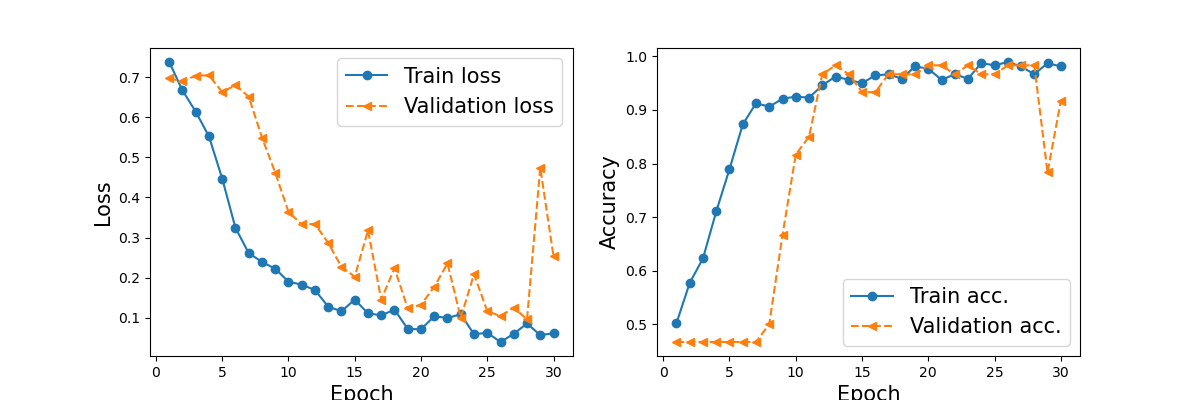 0.7
0.6
0.5
0.4
0.3
0.2
0.1
Loss
0 5 10 15 20 25 30
Epoch
Train loss
Validation loss
1.0
0.9
0.8
0.7
0.6
0.5
Accuracy
0 5 10 15 20 25 30
Epoch
Train acc.
Validation acc.